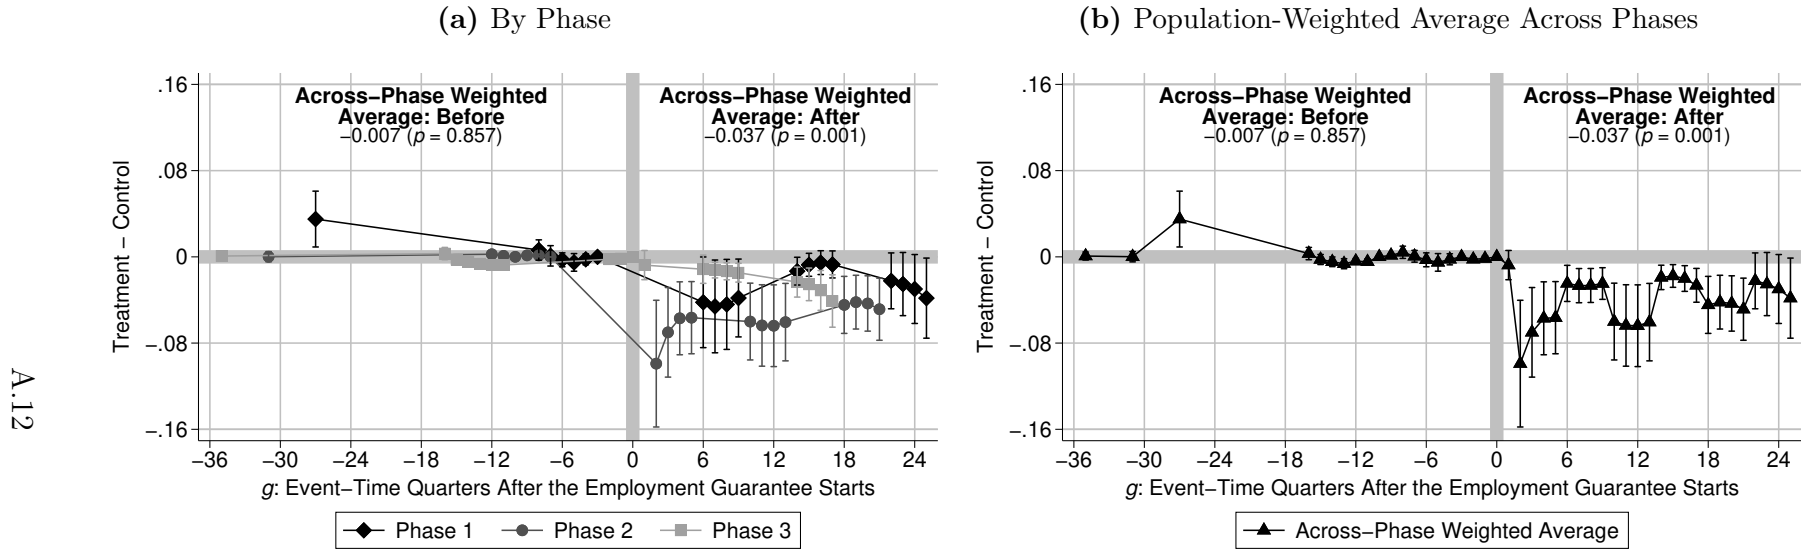 (a) By Phase
.16
.08
0
−.08
−.16
Treatment − Control
Across−Phase Weighted
Average: Before
−0.007 (p = 0.857)
Across−Phase Weighted
Average: After
−0.037 (p = 0.001)
−36 −30 −24 −18 −12 −6 0 6 12 18 24
g: Event−Time Quarters After the Employment Guarantee Starts
Phase 1 Phase 2 Phase 3
(b) Population-Weighted Average Across Phases
.16
.08
0
−.08
−.16
Treatment − Control
Across−Phase Weighted
Average: Before
−0.007 (p = 0.857)
Across−Phase Weighted
Average: After
−0.037 (p = 0.001)
−36 −30 −24 −18 −12 −6 0 6 12 18 24
g: Event−Time Quarters After the Employment Guarantee Starts
Across−Phase Weighted Average
A.12